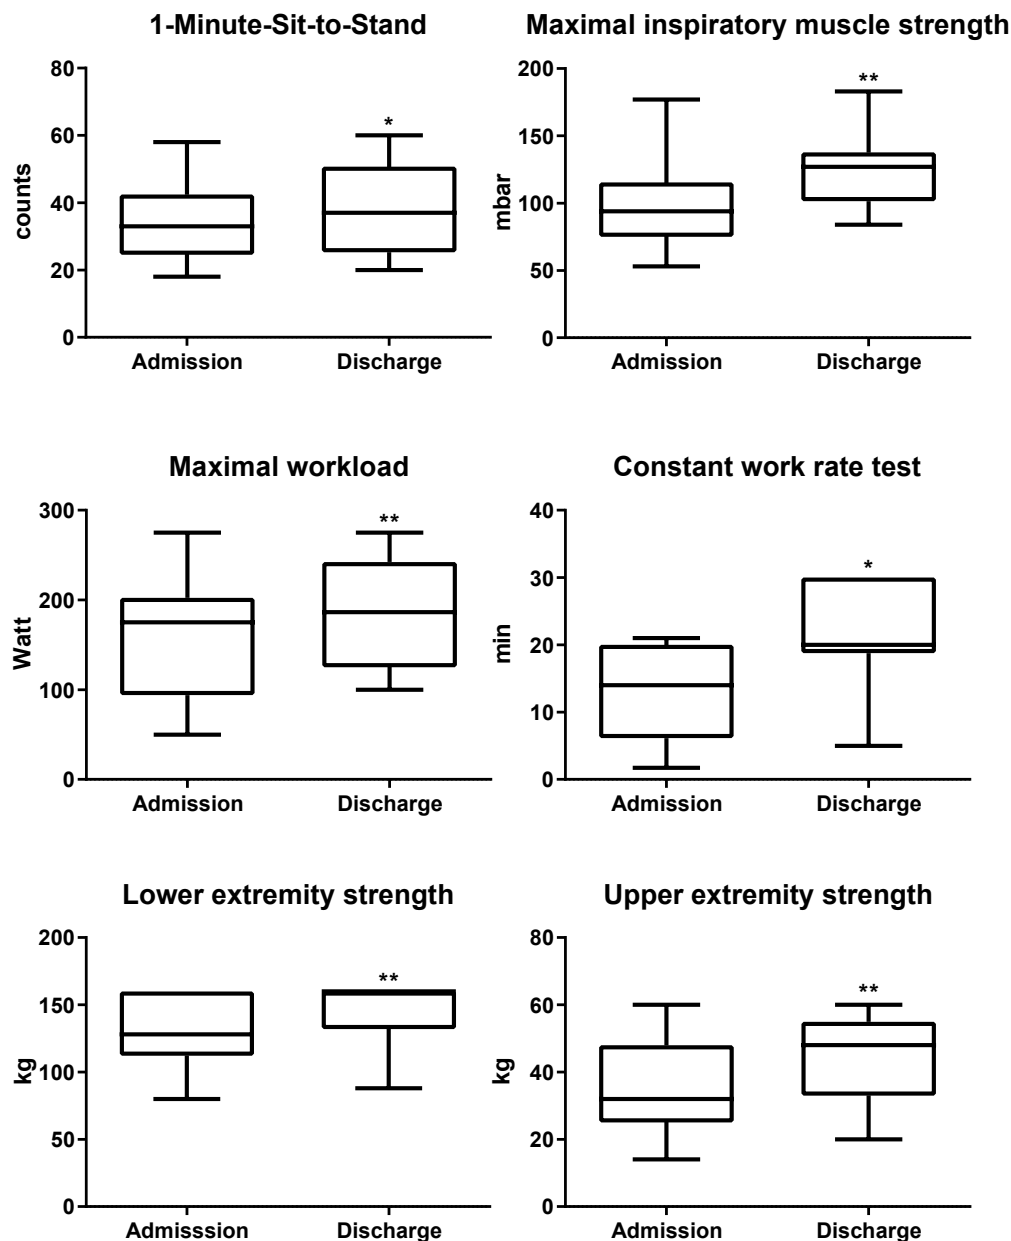 1-Minute-Sit-to-Stand
80
60
40
20
0
counts
*
Admission Discharge
Maximal inspiratory muscle strength
200
150
100
50
0
mbar
**
Admission Discharge
Maximal workload
300
200
100
0
Watt
**
Admission Discharge
Constant work rate test
40
30
20
10
0
min
*
Admission Discharge
Lower extremity strength
200
150
100
50
0
kg
**
Admisssion Discharge
Upper extremity strength
80
60
40
20
0
kg
**
Admission Discharge